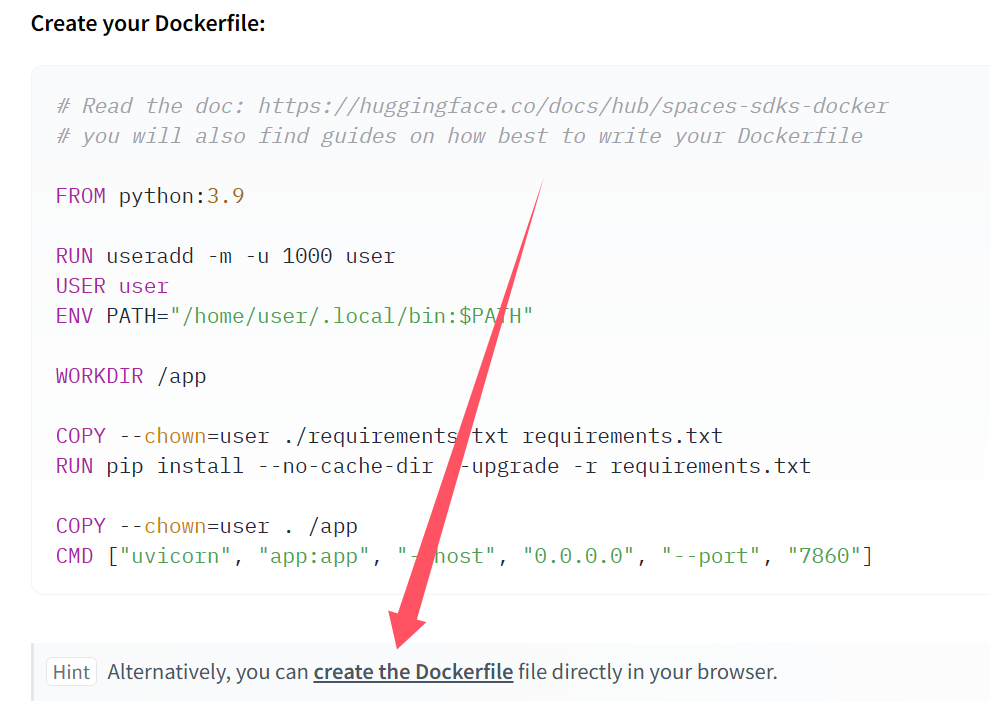 Create your Dockerfile:
# Read the doc: https://huggingface.co/docs/hub/spaces-sdks-docker
# you will also find guides on how best to write your Dockerfile
FROM python:3.9
RUN useradd -m -u 1000 user
USER user
ENV PATH="/home/user/.local/bin:$PATH"
WORKDIR /app
COPY --chown=user ./requirements.txt requirements.txt
RUN pip install --no-cache-dir --upgrade -r requirements.txt
COPY --chown=user . /app
CMD ["uvicorn", "app:app", "--host", "0.0.0.0", "--port", "7860"]
Hint Alternatively, you can create the Dockerfile file directly in your browser.